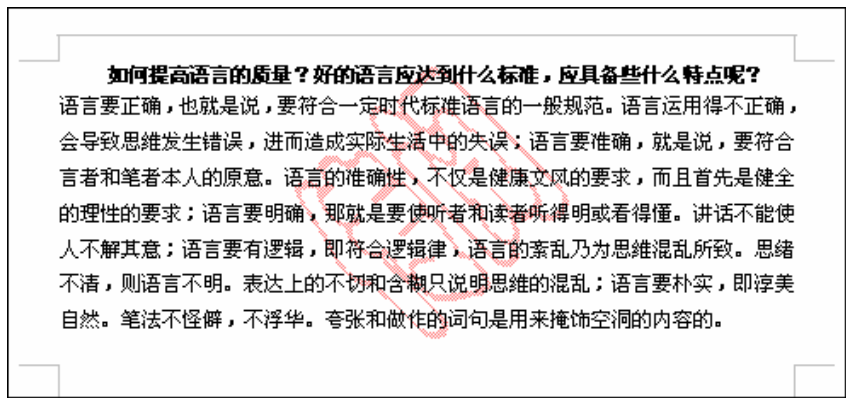 如何提高语言的质量？好的语言应达到什么标准，应具备些什么特点呢？
语言要正确，也就是说，要符合一定时代标准语言的一般规范。语言运用得不正确，
会导致思维发生错误，进而造成实际生活中的失误；语言要准确，就是说，要符合
言者和笔者本人的原意。语言的准确性，不仅是健康文风的要求，而且首先是健全
的理性的要求；语言要明确，那就是要使听者和读者听得明或看得懂。讲话不能使
人不解其意；语言要有逻辑，即符合逻辑律，语言的紊乱乃为思维混乱所致。思绪
不清，则语言不明。表达上的不切和含糊只说明思维的混乱；语言要朴实，即淳美
自然。笔法不怪僻，不浮华。夸张和做作的词句是用来掩饰空洞的内容的。